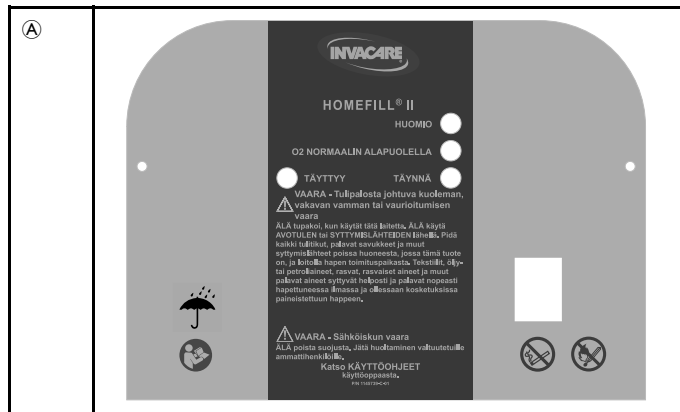 Ⓐ
INVACARE
HOMEFILL® II
HUOMIO
O2 NORMAALIN ALAPUOLELLA
TÄYTTYY TÄYNNÄ
VAARA - Tulipalosta johtuva kuoleman,
vakavan vamman tai vaurioitumisen
vaara
ÄLÄ tupakoi, kun käytät tätä laitetta. ÄLÄ käytä
AVOTULEN tai SYTTYMISLÄHTEIDEN lähellä. Pidä
kaikki tulitikut, palavat savukkeet ja muut
syttymislähteet poissa huoneesta, jossa tämä tuote
on, ja loitolla hapen toimituspaikasta. Tekstiilit, öljy-
tai petroliaineet, rasvat, rasvaiset aineet ja muut
palavat aineet syttyvät helposti ja palavat nopeasti
hapettuneessa ilmassa ja ollessaan kosketuksissa
paineistettuun happeen.
VAARA - Sähköiskun vaara
ÄLÄ poista suojusta. Jätä huoltaminen valtuutetuille
ammattihenkilöille.
Katso KÄYTTÖOHJEET
käyttöoppaasta.
P/N 1145739-C-01